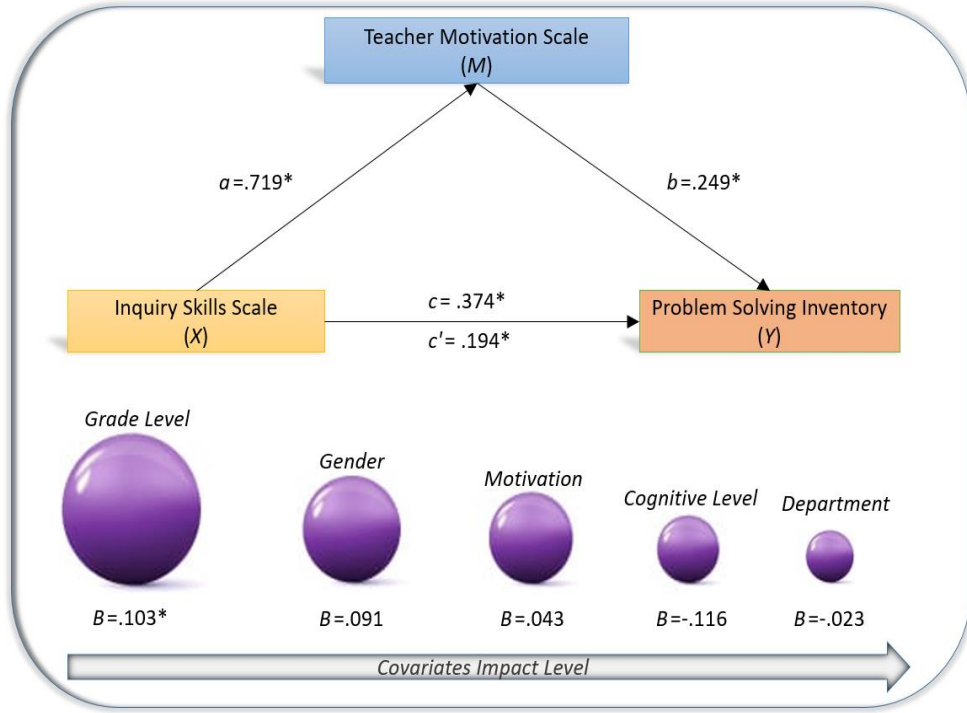 Teacher Motivation Scale
(M)
a=.719*
b=.249*
Inquiry Skills Scale
(X)
c= .374*
c'= .194*
Problem Solving Inventory
(Y)
Grade Level
Gender
Motivation
Cognitive Level
Department
B=.103*
B=.091
B=.043
B=-.116
B=-.023
Covariates Impact Level